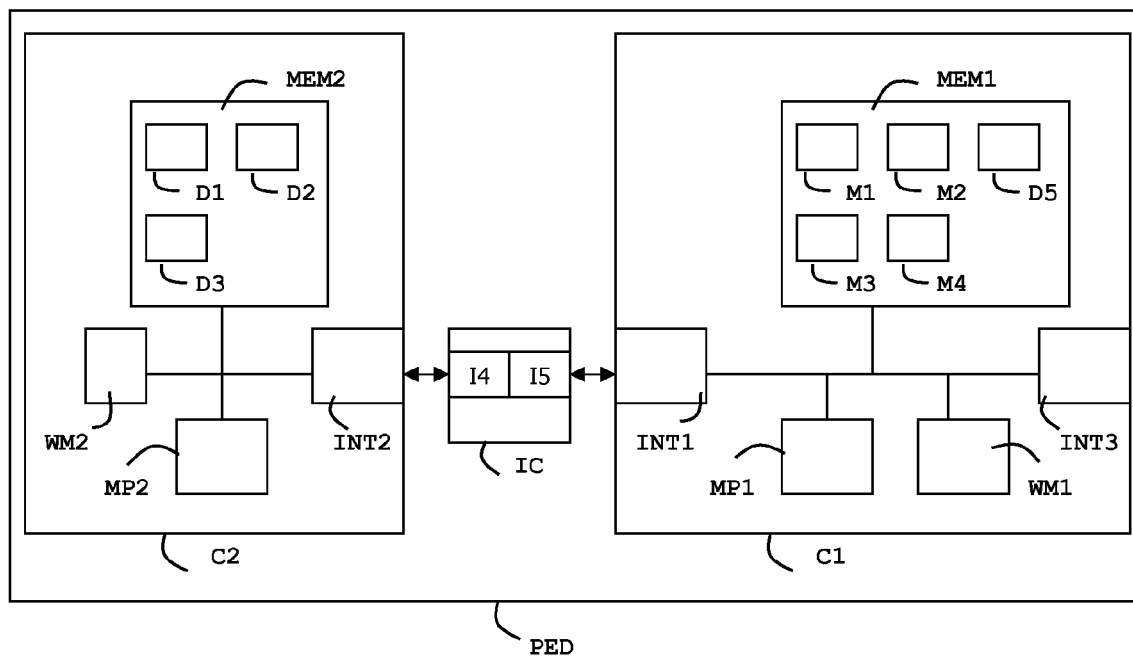 MEM2
MEM1
D1
D2
M1
M2
D5
D3
M3
M4
I4
I5
WM2
INT2
INT1
INT3
IC
MP2
MP1
WM1
C2
C1
PED